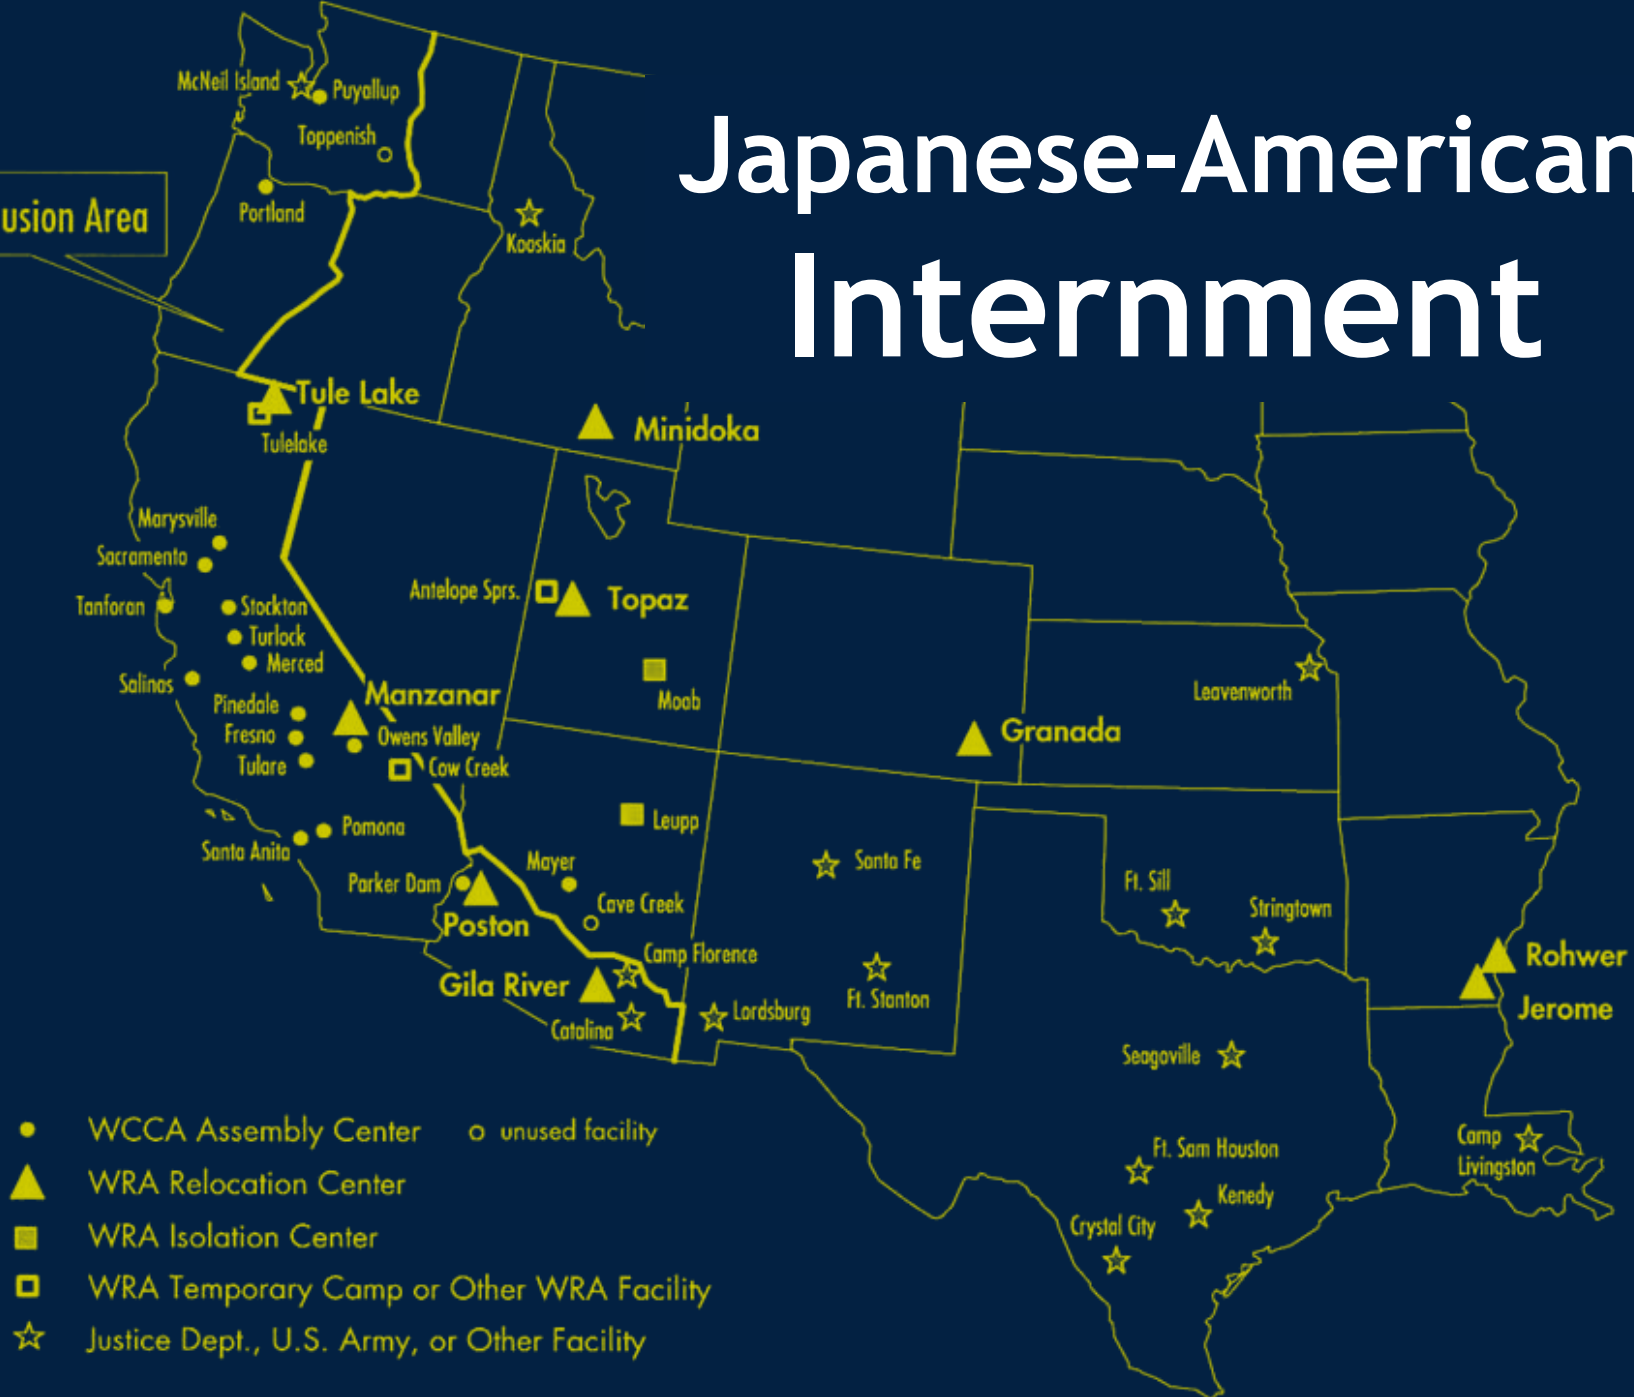 Japanese-American
Internment
McNeil Island
Puyallup
Toppenish
usion Area
Portland
Kooskia
Tule Lake
Tulelake
Minidoka
Marysville
Sacramento
Tanforan
Stockton
Turlock
Merced
Salinas
Pinedale
Fresno
Tulare
Manzanar
Owens Valley
Cow Creek
Antelope Sprs.
Topaz
Moab
Granada
Leavenworth
Pomona
Santa Anita
Leupp
Parker Dam
Poston
Mayer
Cave Creek
Camp Florence
Gila River
Catalina
Lordsburg
Santa Fe
Ft. Stanton
Ft. Sill
Stringtown
Rohwer
Jerome
Seagoville
Ft. Sam Houston
Kenedy
Crystal City
Camp
Livingston
WCCA Assembly Center
unused facility
WRA Relocation Center
WRA Isolation Center
WRA Temporary Camp or Other WRA Facility
Justice Dept., U.S. Army, or Other Facility